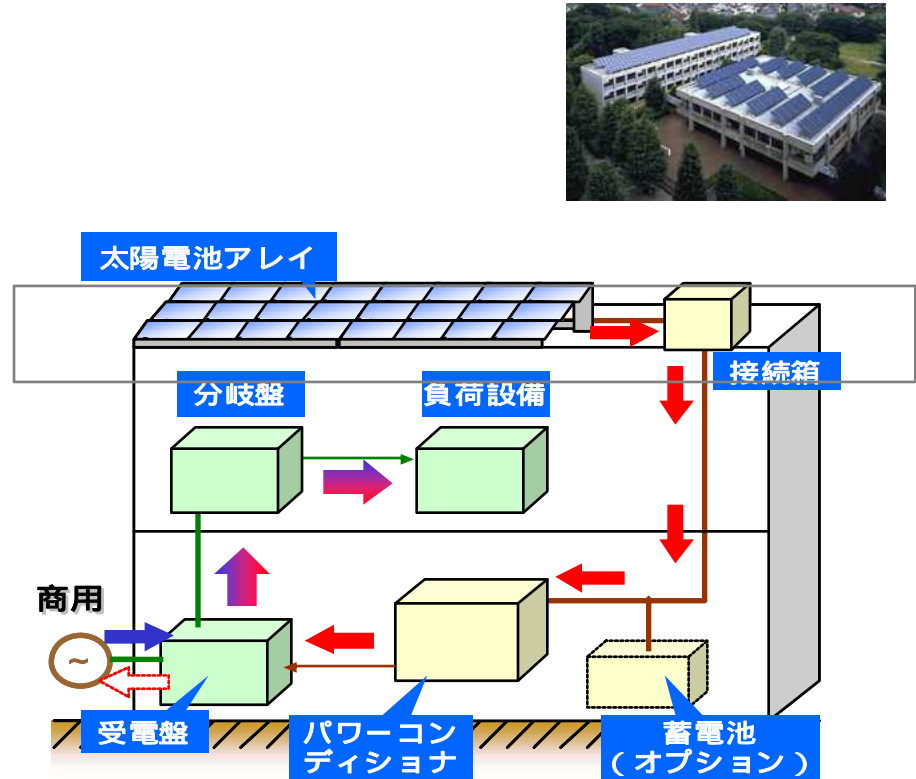 太陽電池アレイ
接続箱
分岐盤
負荷設備
商用
~
受電盤
パワーコン
ディショナ
蓄電池
(オプション)